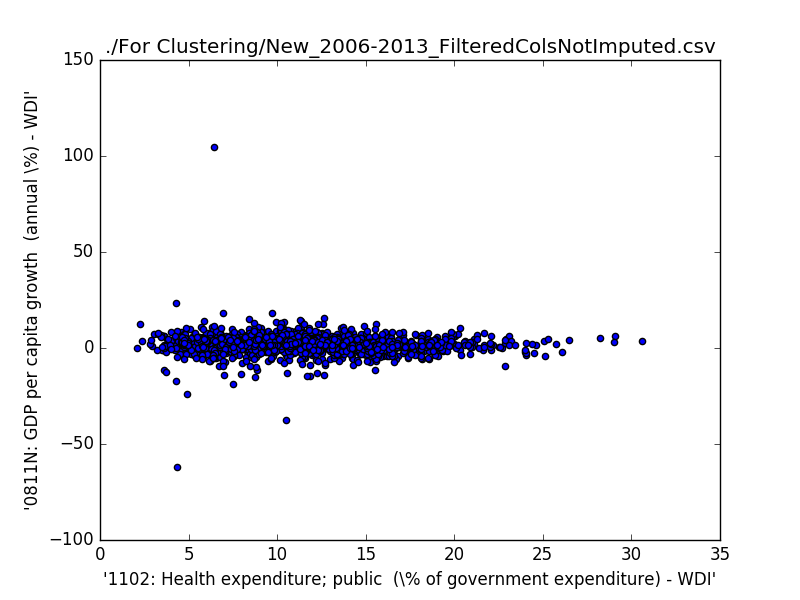 ./For Clustering/New_2006-2013_FilteredColsNotImputed.csv
150
100
50
0
−50
−100
'0811N: GDP per capita growth  (annual \%) - WDI'
0 5 10 15 20 25 30 35
'1102: Health expenditure; public  (\% of government expenditure) - WDI'